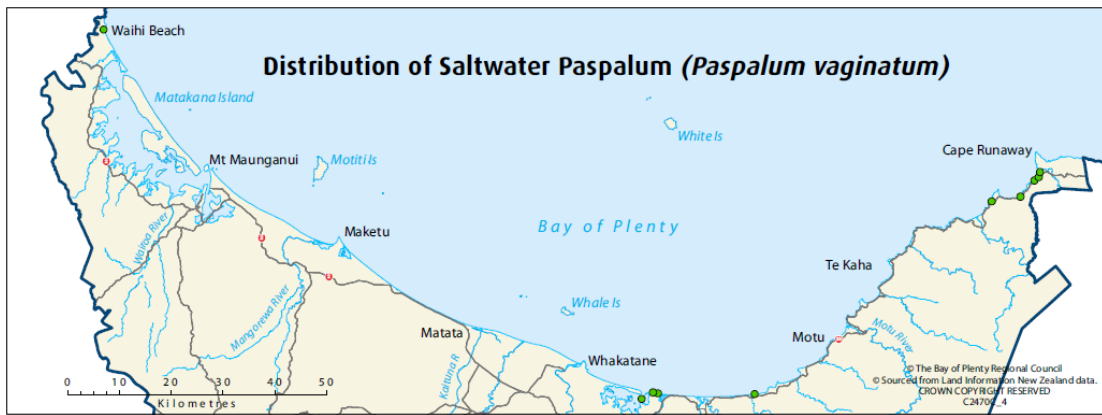 Waihi Beach
Distribution of Saltwater Paspalum (Paspalum vaginatum)
Matakana Island
White Is
Cape Runaway
Mt Maunganui
Motiti Is
Bay of Plenty
Wairoa River
Maketu
Te Kaha
Whale Is
Mangorewa River
Matata
Motu
Motu River
Kaituna R
Whakatane
0 10 20 30 40 50
Kilometres
© The Bay of Plenty Regional Council
© Sourced from Land Information New Zealand data.
CROWN COPYRIGHT RESERVED